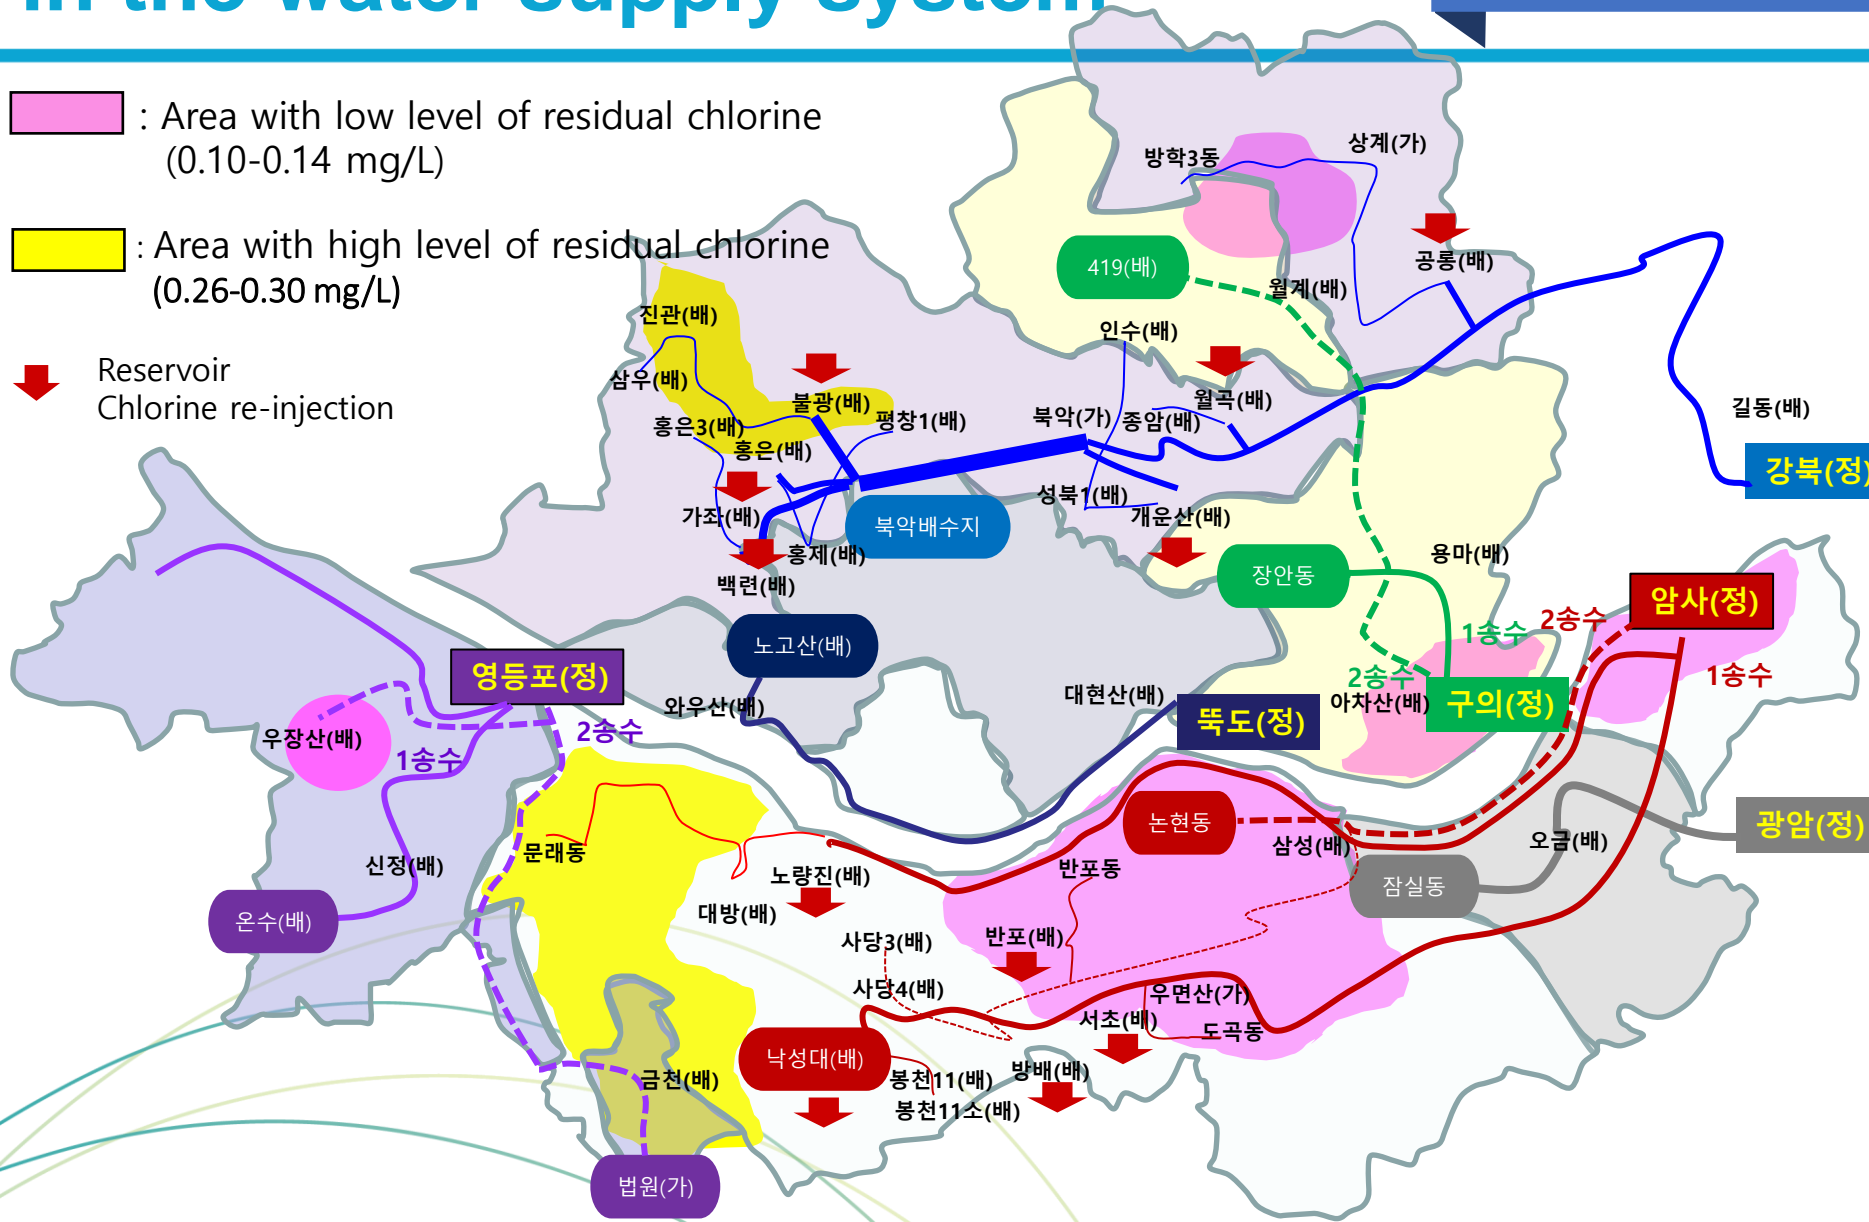 in the water supply system
: Area with low level of residual chlorine
(0.10-0.14 mg/L)
: Area with high level of residual chlorine
(0.26-0.30 mg/L)
Reservoir
Chlorine re-injection
방학3동
상계(가)
공릉(배)
419(배)
월계(배)
진관(배)
인수(배)
삼우(배)
불광(배)
월곡(배)
평창1(배)
북악(가)
종암(배)
길동(배)
홍은3(배)
홍은(배)
강북(정)
성북1(배)
가좌(배)
개운산(배)
북악배수지
홍제(배)
백련(배)
장안동
용마(배)
암사(정)
1송수
2송수
노고산(배)
영등포(정)
2송수
1송수
와우산(배)
대현산(배)
뚝도(정)
아차산(배)
구의(정)
우장산(배)
2송수
1송수
논현동
광암(정)
삼성(배)
오금(배)
문래동
신정(배)
노량진(배)
반포동
잠실동
온수(배)
대방(배)
사당3(배)
반포(배)
사당4(배)
우면산(가)
서초(배)
도곡동
낙성대(배)
금천(배)
봉천11(배)
방배(배)
봉천11소(배)
법원(가)